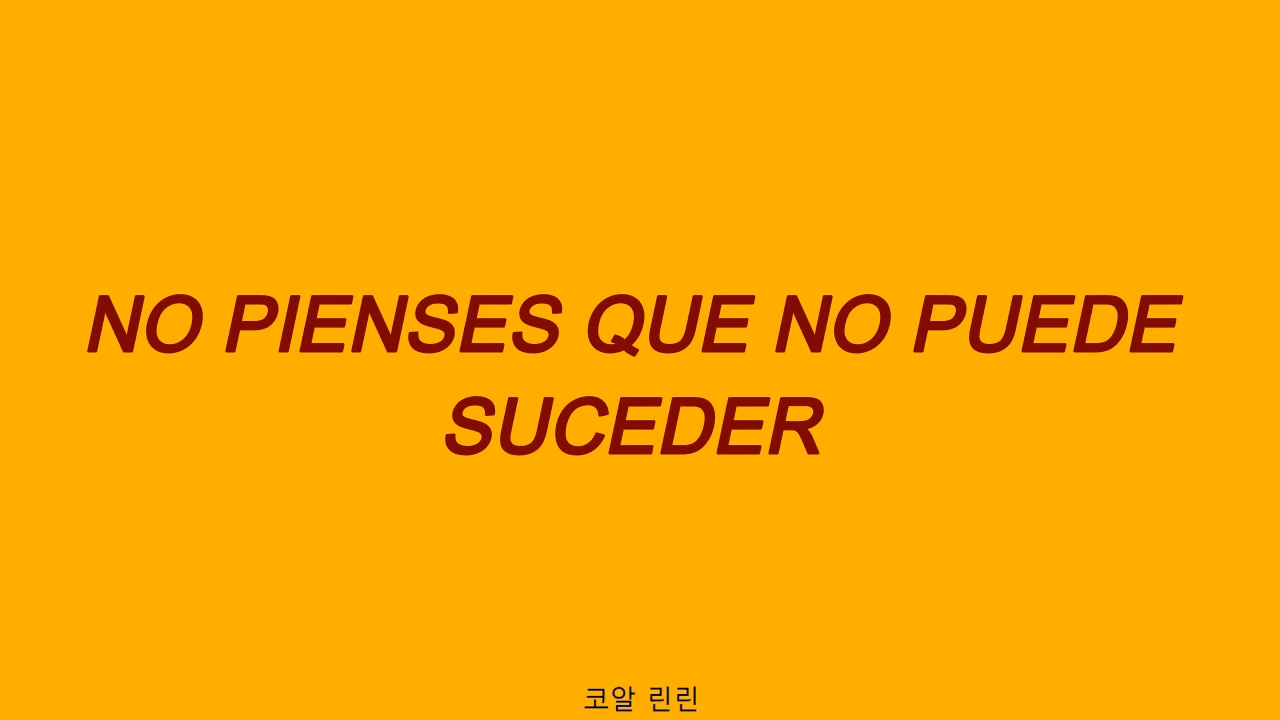 NO PIENSES QUE NO PUEDE
SUCEDER
코알 린린